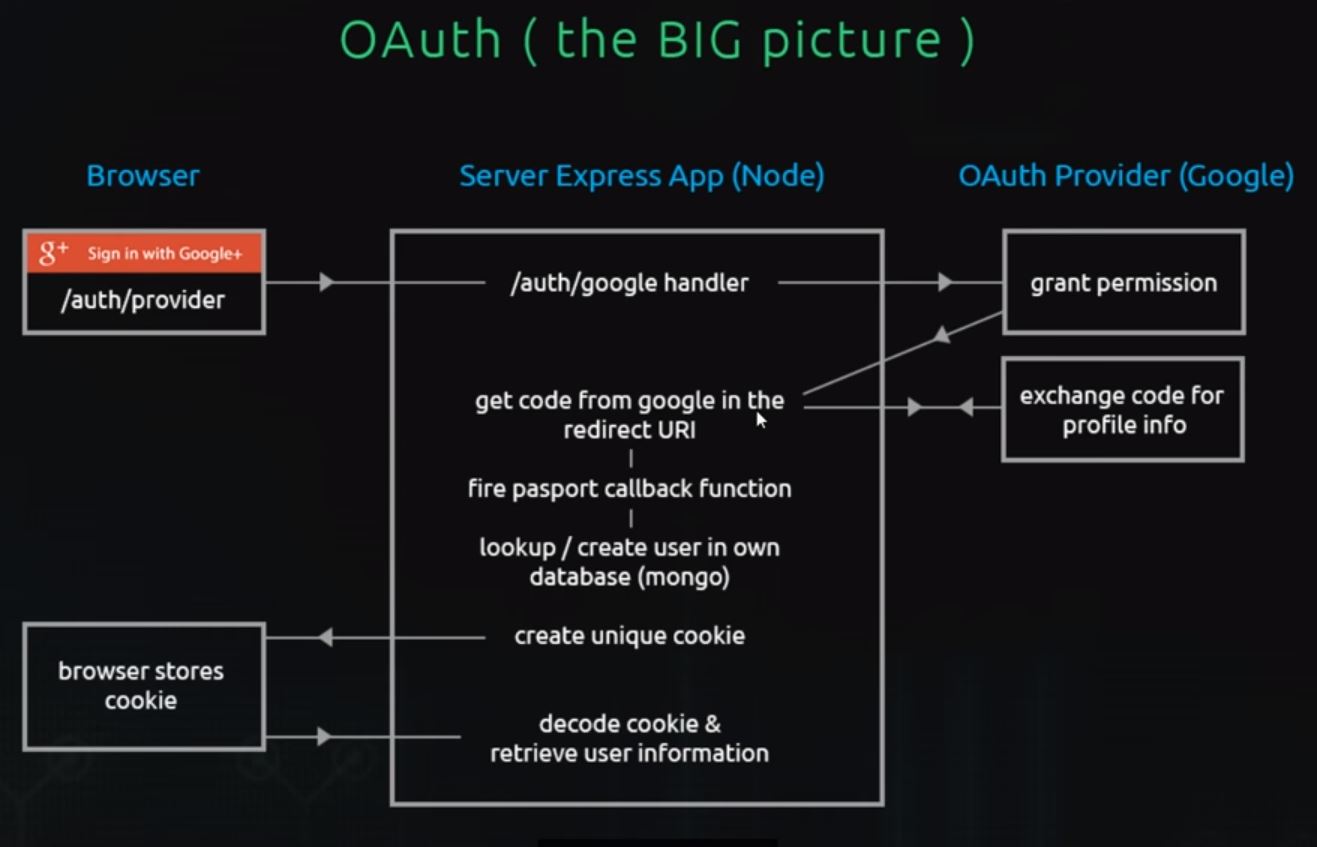 OAuth ( the BIG picture )
Browser
Server Express App (Node)
OAuth Provider (Google)
g+ Sign in with Google+
/auth/provider
/auth/google handler
grant permission
get code from google in the
redirect URI
exchange code for
profile info
fire pasport callback function
lookup / create user in own
database (mongo)
create unique cookie
browser stores
cookie
decode cookie &
retrieve user information